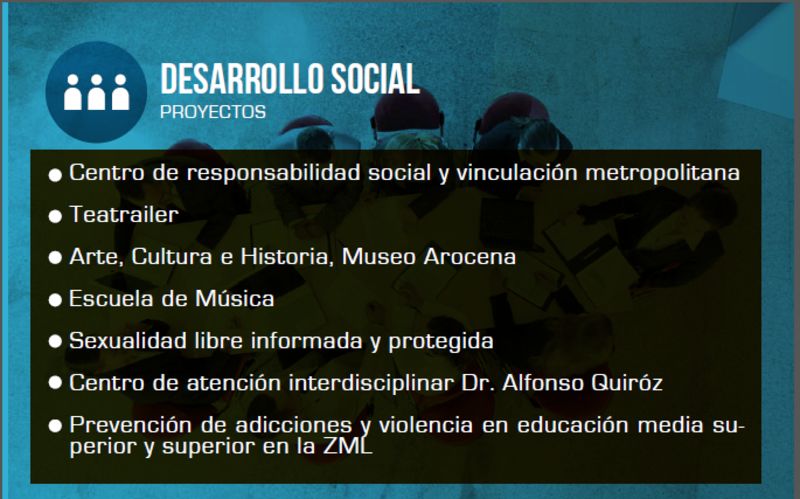 DESARROLLO SOCIAL
PROYECTOS
Centro de responsabilidad social y vinculación metropolitana
Teatrailer
Arte, Cultura e Historia, Museo Arocena
Escuela de Música
Sexualidad libre informada y protegida
Centro de atención interdisciplinar Dr. Alfonso Quiróz
Prevención de adicciones y violencia en educación media su-
perior y superior en la ZML